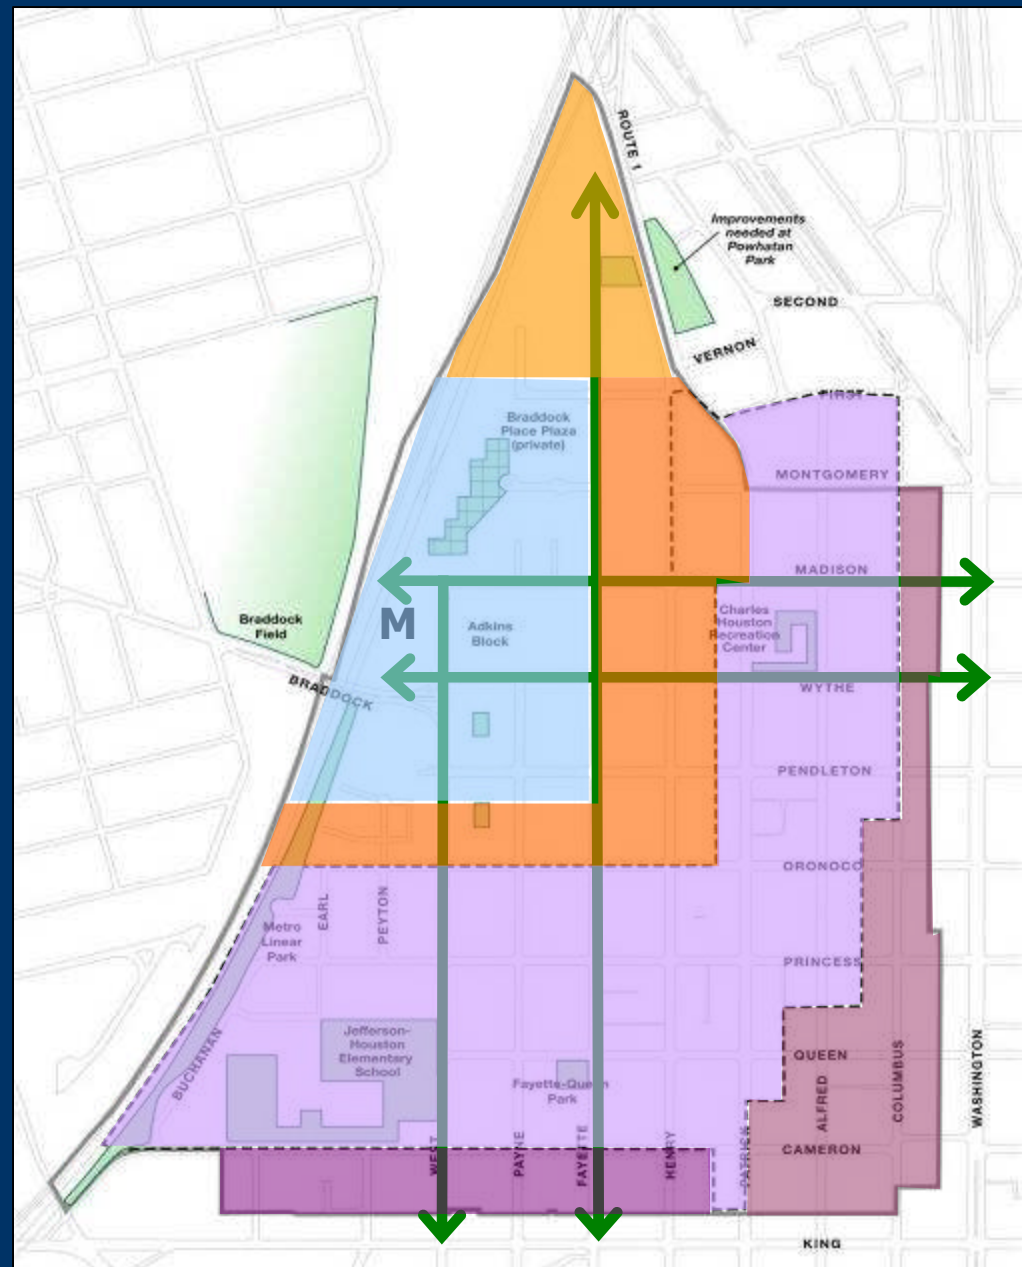 ROUTE 1
Improvements
needed at
Powhatan
Park
SECOND
VERNON
FIRST
Braddock
Place Plaza
(private)
MONTGOMERY
MADISON
Charles
Houston
Recreation
Center
M
Adkins
Block
Braddock
Field
BRADDOCK
WYTHE
PENDLETON
ORONOCO
EARL
PEYTON
Metro
Linear
Park
PRINCESS
BUCHANAN
Jefferson-
Houston
Elementary
School
Fayette-Queen
Park
QUEEN
ALFRED
COLUMBUS
WASHINGTON
WEST
PAYNE
FAYETTE
HENRY
PATRICK
CAMERON
KING